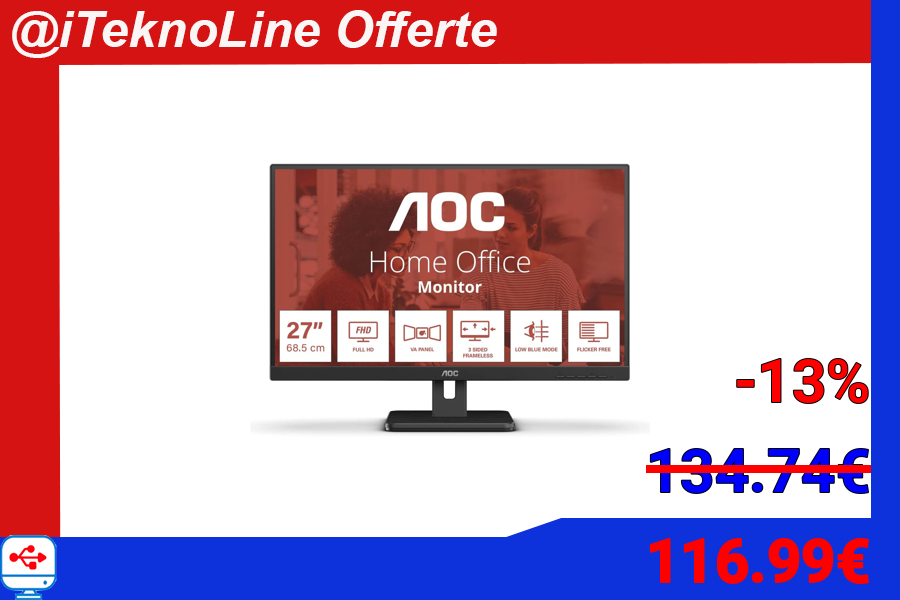 @iTeknoLine Offerte
AOC
Home Office
Monitor
27″
68.5 cm
FHD
FULL HD
VA PANEL
3 SIDED
FRAMELESS
LOW BLUE MODE
FLICKER FREE
AOC
-13%
134.74€
116.99€